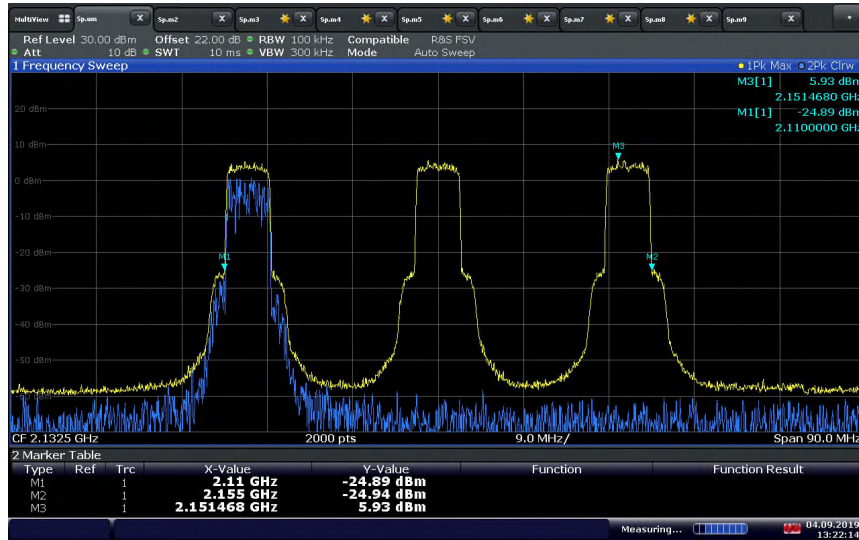 MultiView Sp.um X Sp.m2 X Sp.m3 X Sp.m4 X Sp.m5 X Sp.m6 X Sp.m7 X Sp.m8 X Sp.m9 X
Ref Level 30.00 dBm Offset 22.00 dB RBW 100 kHz Compatible R&S FSV
Att 10 dB SWT 10 ms VBW 300 kHz Mode Auto Sweep
1 Frequency Sweep 1Pk Max 2Pk Clrw
M3[1] 5.93 dBm
2.1514680 GHz
M1[1] -24.89 dBm
2.1100000 GHz
20 dBm
10 dBm
M3
0 dBm
-10 dBm
-20 dBm
M1 M2
-30 dBm
-40 dBm
-50 dBm
-60 dBm
CF 2.1325 GHz 2000 pts 9.0 MHz/ Span 90.0 MHz
2 Marker Table
Type Ref Trc X-Value Y-Value Function Function Result
M1 1 2.11 GHz -24.89 dBm
M2 1 2.155 GHz -24.94 dBm
M3 1 2.151468 GHz 5.93 dBm
Measuring... 04.09.2019
13:22:14